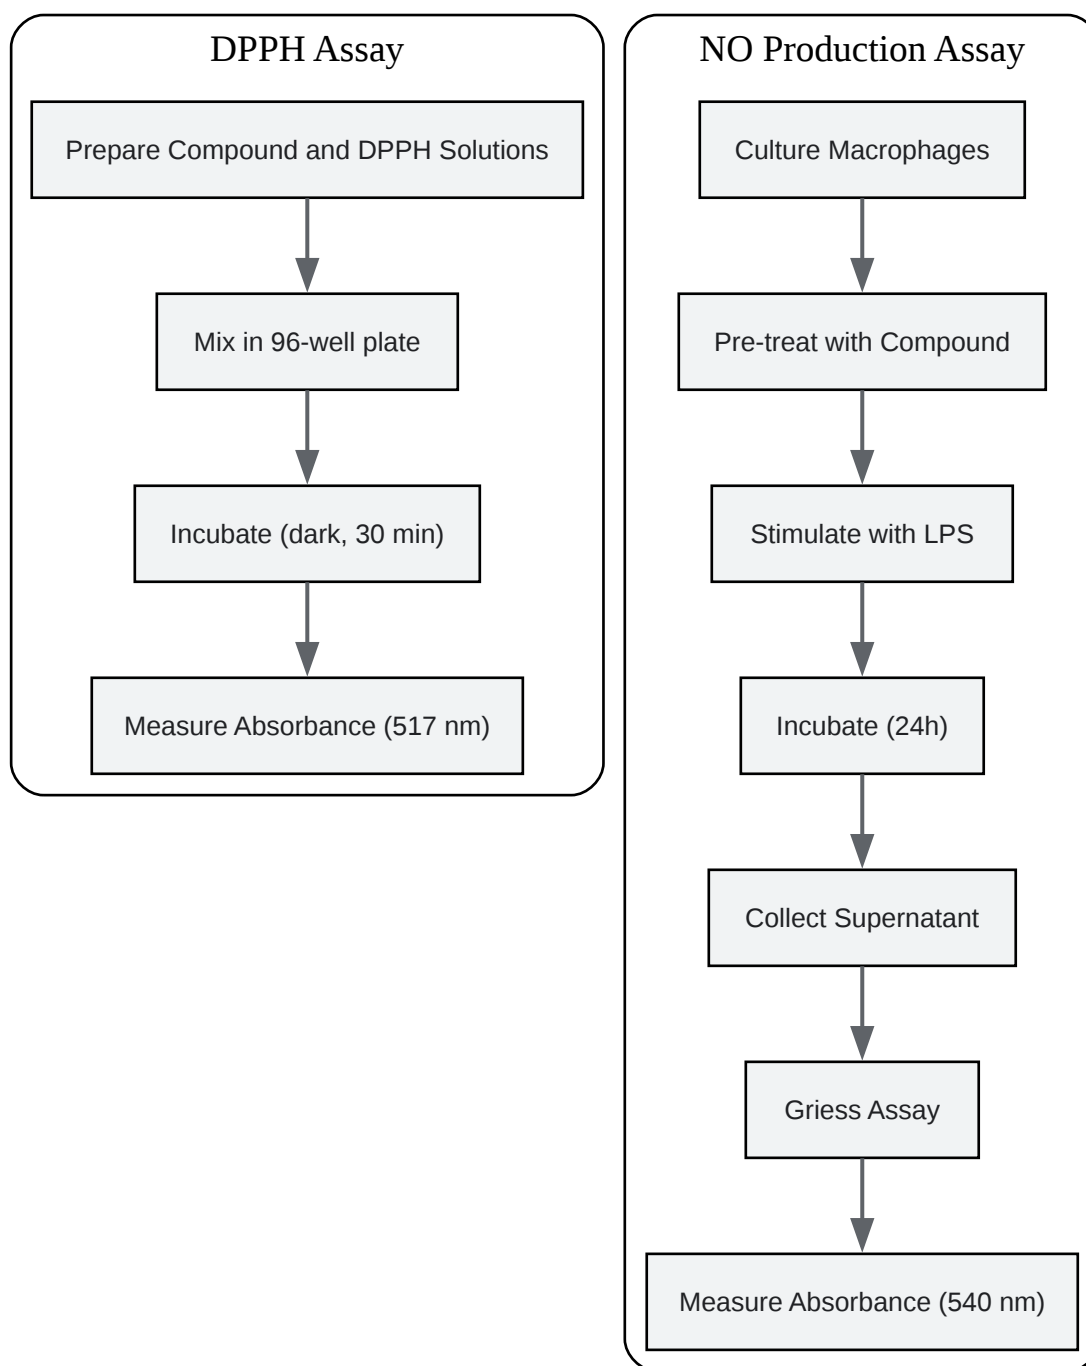 DPPH Assay
Prepare Compound and DPPH Solutions
Mix in 96-well plate
Incubate (dark, 30 min)
Measure Absorbance (517 nm)
NO Production Assay
Culture Macrophages
Pre-treat with Compound
Stimulate with LPS
Incubate (24h)
Collect Supernatant
Griess Assay
Measure Absorbance (540 nm)